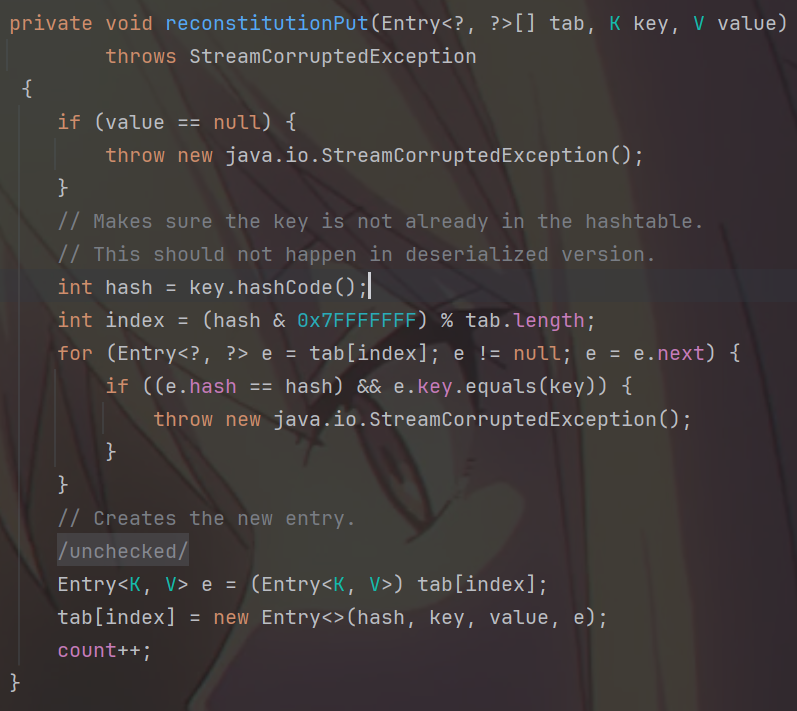 private void reconstitutionPut(Entry<?, ?>[] tab, K key, V value)
        throws StreamCorruptedException
 {
    if (value == null) {
        throw new java.io.StreamCorruptedException();
    }
    // Makes sure the key is not already in the hashtable.
    // This should not happen in deserialized version.
    int hash = key.hashCode();
    int index = (hash & 0x7FFFFFFF) % tab.length;
    for (Entry<?, ?> e = tab[index]; e != null; e = e.next) {
        if ((e.hash == hash) && e.key.equals(key)) {
            throw new java.io.StreamCorruptedException();
        }
    }
    // Creates the new entry.
    /unchecked/
    Entry<K, V> e = (Entry<K, V>) tab[index];
    tab[index] = new Entry<>(hash, key, value, e);
    count++;
}